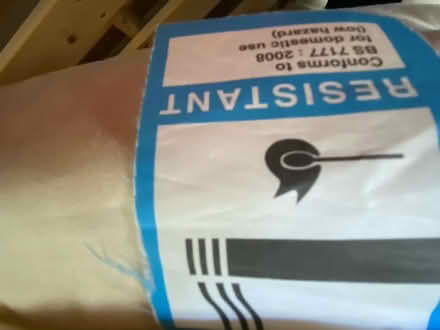 RESISTANT
Conforms to
BS 7177 : 2008
for domestic use
(low hazard)